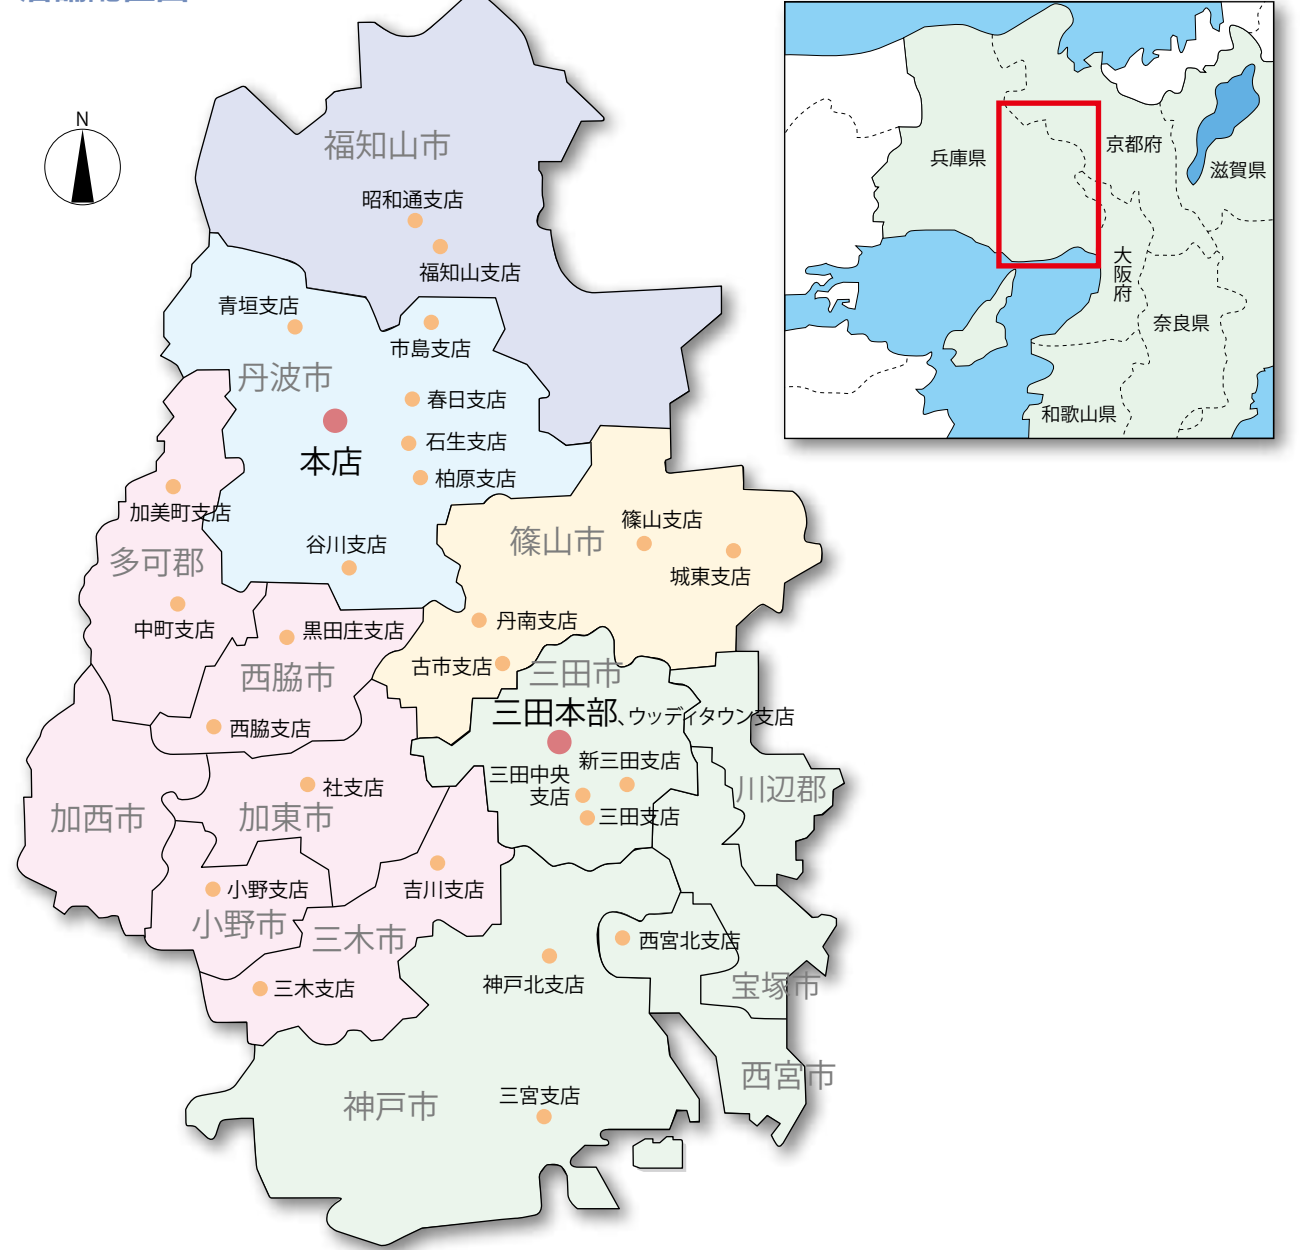 N
福知山市
昭和通支店
福知山支店
青垣支店
市島支店
丹波市
春日支店
本店
石生支店
柏原支店
加美町支店
谷川支店
多可郡
中町支店
篠山市
篠山支店
城東支店
丹南支店
古市支店
黒田庄支店
西脇市
西脇支店
三田市
三田本部、ウッディタウン支店
新三田支店
三田中央
支店
三田支店
川辺郡
加西市
加東市
社支店
小野支店
小野市
吉川支店
三木市
三木支店
西宮北支店
神戸北支店
宝塚市
西宮市
神戸市
三宮支店
兵庫県
京都府
滋賀県
大阪府
奈良県
和歌山県